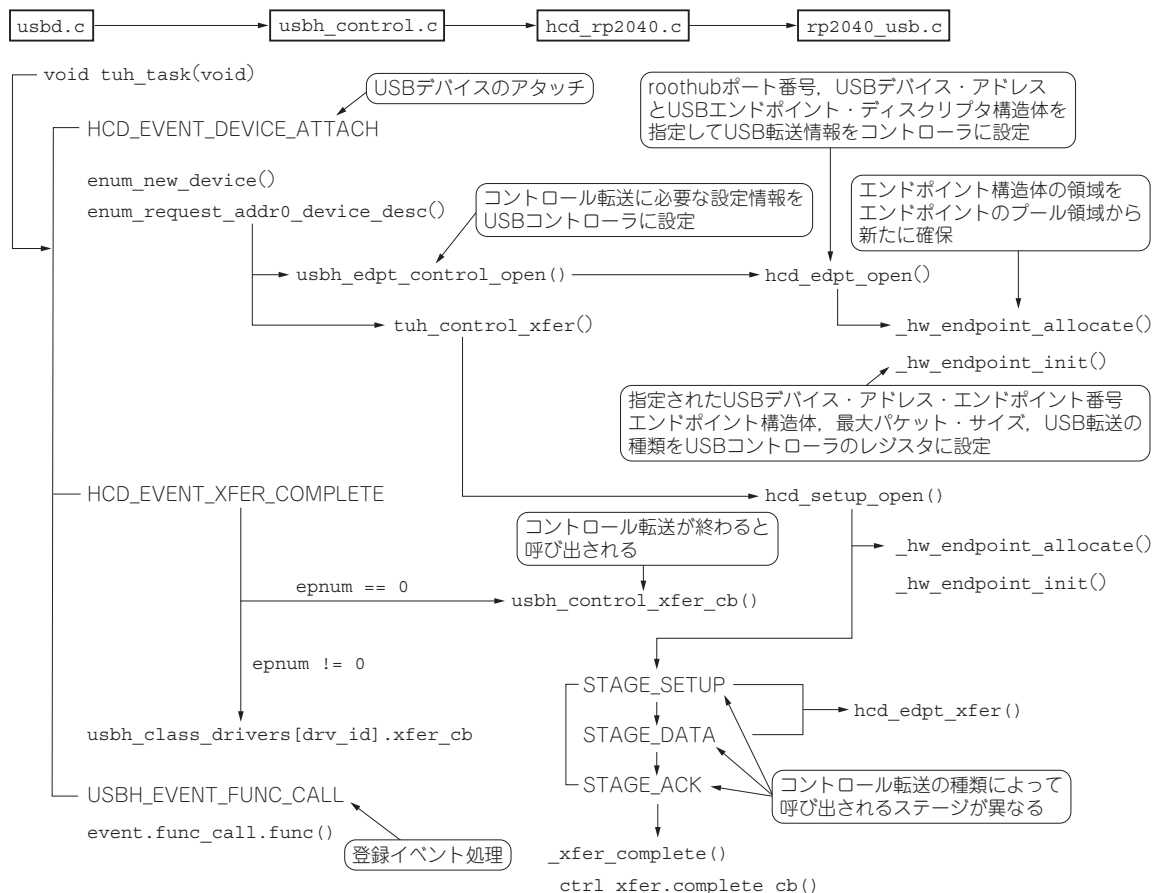 usbd.c
usbh_control.c
hcd_rp2040.c
rp2040_usb.c
void tuh_task(void)
USBデバイスのアタッチ
HCD_EVENT_DEVICE_ATTACH
roothubポート番号，USBデバイス・アドレス
とUSBエンドポイント・ディスクリプタ構造体を
指定してUSB転送情報をコントローラに設定
enum_new_device()
enum_request_addr0_device_desc()
コントロール転送に必要な設定情報を
USBコントローラに設定
エンドポイント構造体の領域を
エンドポイントのプール領域から
新たに確保
usbh_edpt_control_open()
hcd_edpt_open()
tuh_control_xfer()
_hw_endpoint_allocate()
_hw_endpoint_init()
指定されたUSBデバイス・アドレス・エンドポイント番号
エンドポイント構造体，最大パケット・サイズ，USB転送の
種類をUSBコントローラのレジスタに設定
HCD_EVENT_XFER_COMPLETE
hcd_setup_open()
コントロール転送が終わると
呼び出される
_hw_endpoint_allocate()
_hw_endpoint_init()
epnum == 0
usbh_control_xfer_cb()
epnum != 0
STAGE_SETUP
hcd_edpt_xfer()
usbh_class_drivers[drv_id].xfer_cb
STAGE_DATA
STAGE_ACK
コントロール転送の種類によって
呼び出されるステージが異なる
USBH_EVENT_FUNC_CALL
event.func_call.func()
登録イベント処理
_xfer_complete()
_ctrl_xfer.complete_cb()